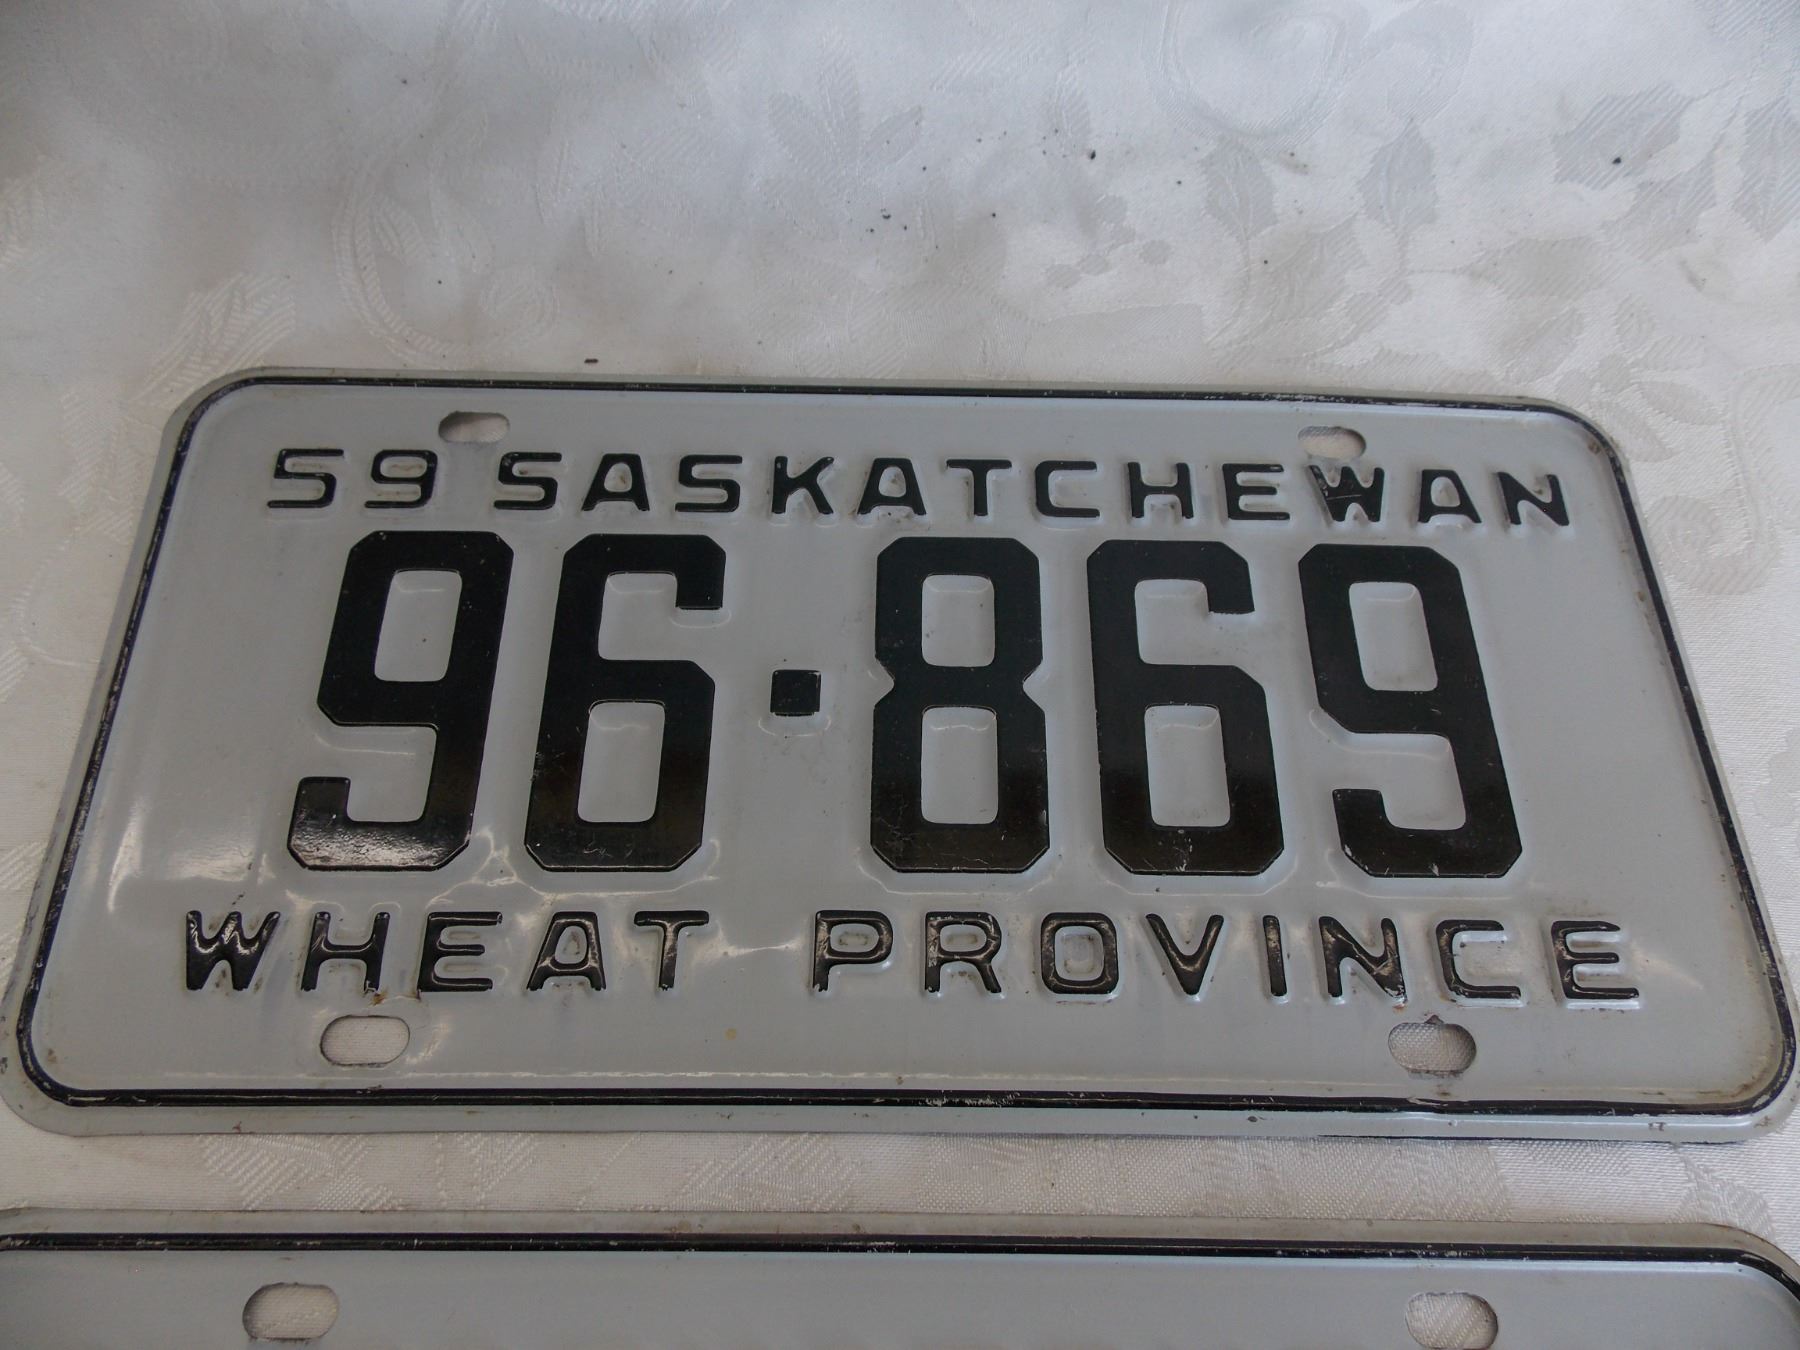 59 SASKATCHEWAN
96·869
WHEAT PROVINCE